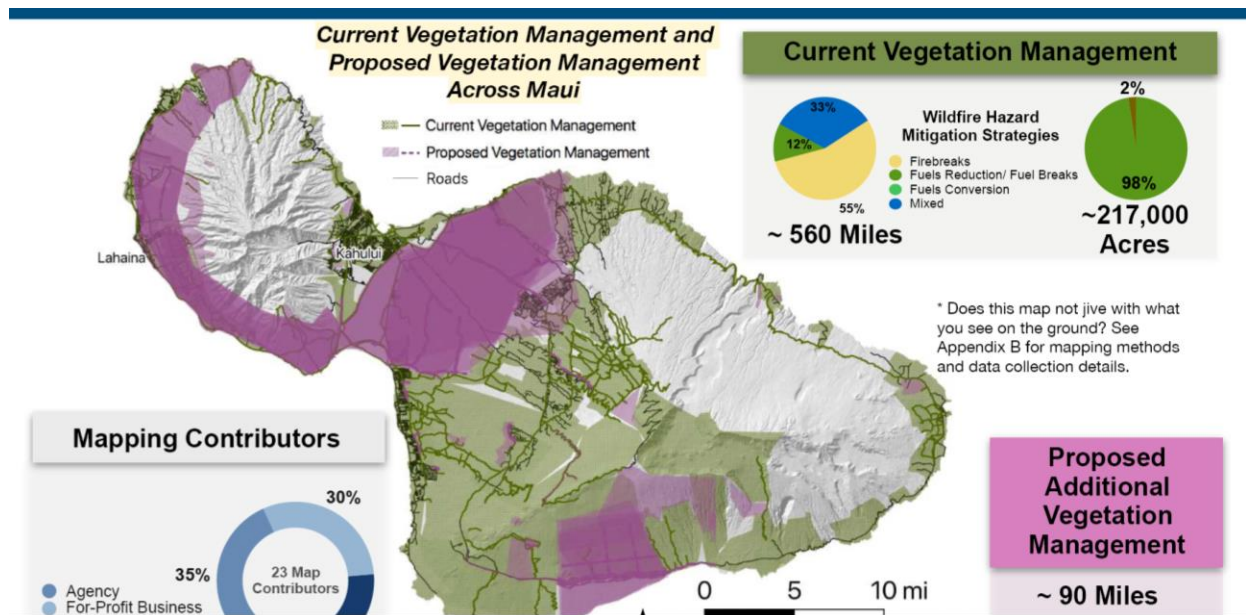 Current Vegetation Management and
Proposed Vegetation Management
Across Maui
Current Vegetation Management
Proposed Vegetation Management
Roads
Lahaina
Kahului
Current Vegetation Management
33%
12%
55%
~ 560 Miles
Wildfire Hazard
Mitigation Strategies
Firebreaks
Fuels Reduction/ Fuel Breaks
Fuels Conversion
Mixed
2%
98%
~217,000
Acres
* Does this map not jive with what
you see on the ground? See
Appendix B for mapping methods
and data collection details.
Mapping Contributors
30%
35%
23 Map
Contributors
Agency
For-Profit Business
0 5 10 mi
Proposed
Additional
Vegetation
Management
~ 90 Miles